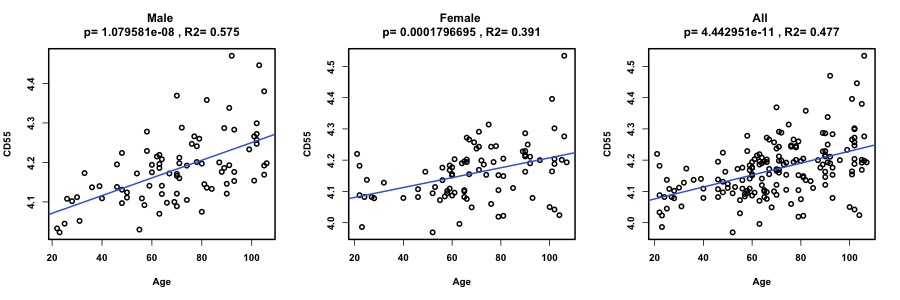 Male
p= 1.079581e-08 , R2= 0.575
CD55
4.4
4.3
4.2
4.1
20 40 60 80 100
Age
Female
p= 0.0001796695 , R2= 0.391
CD55
4.5
4.4
4.3
4.2
4.1
4.0
20 40 60 80 100
Age
All
p= 4.442951e-11 , R2= 0.477
CD55
4.5
4.4
4.3
4.2
4.1
4.0
20 40 60 80 100
Age